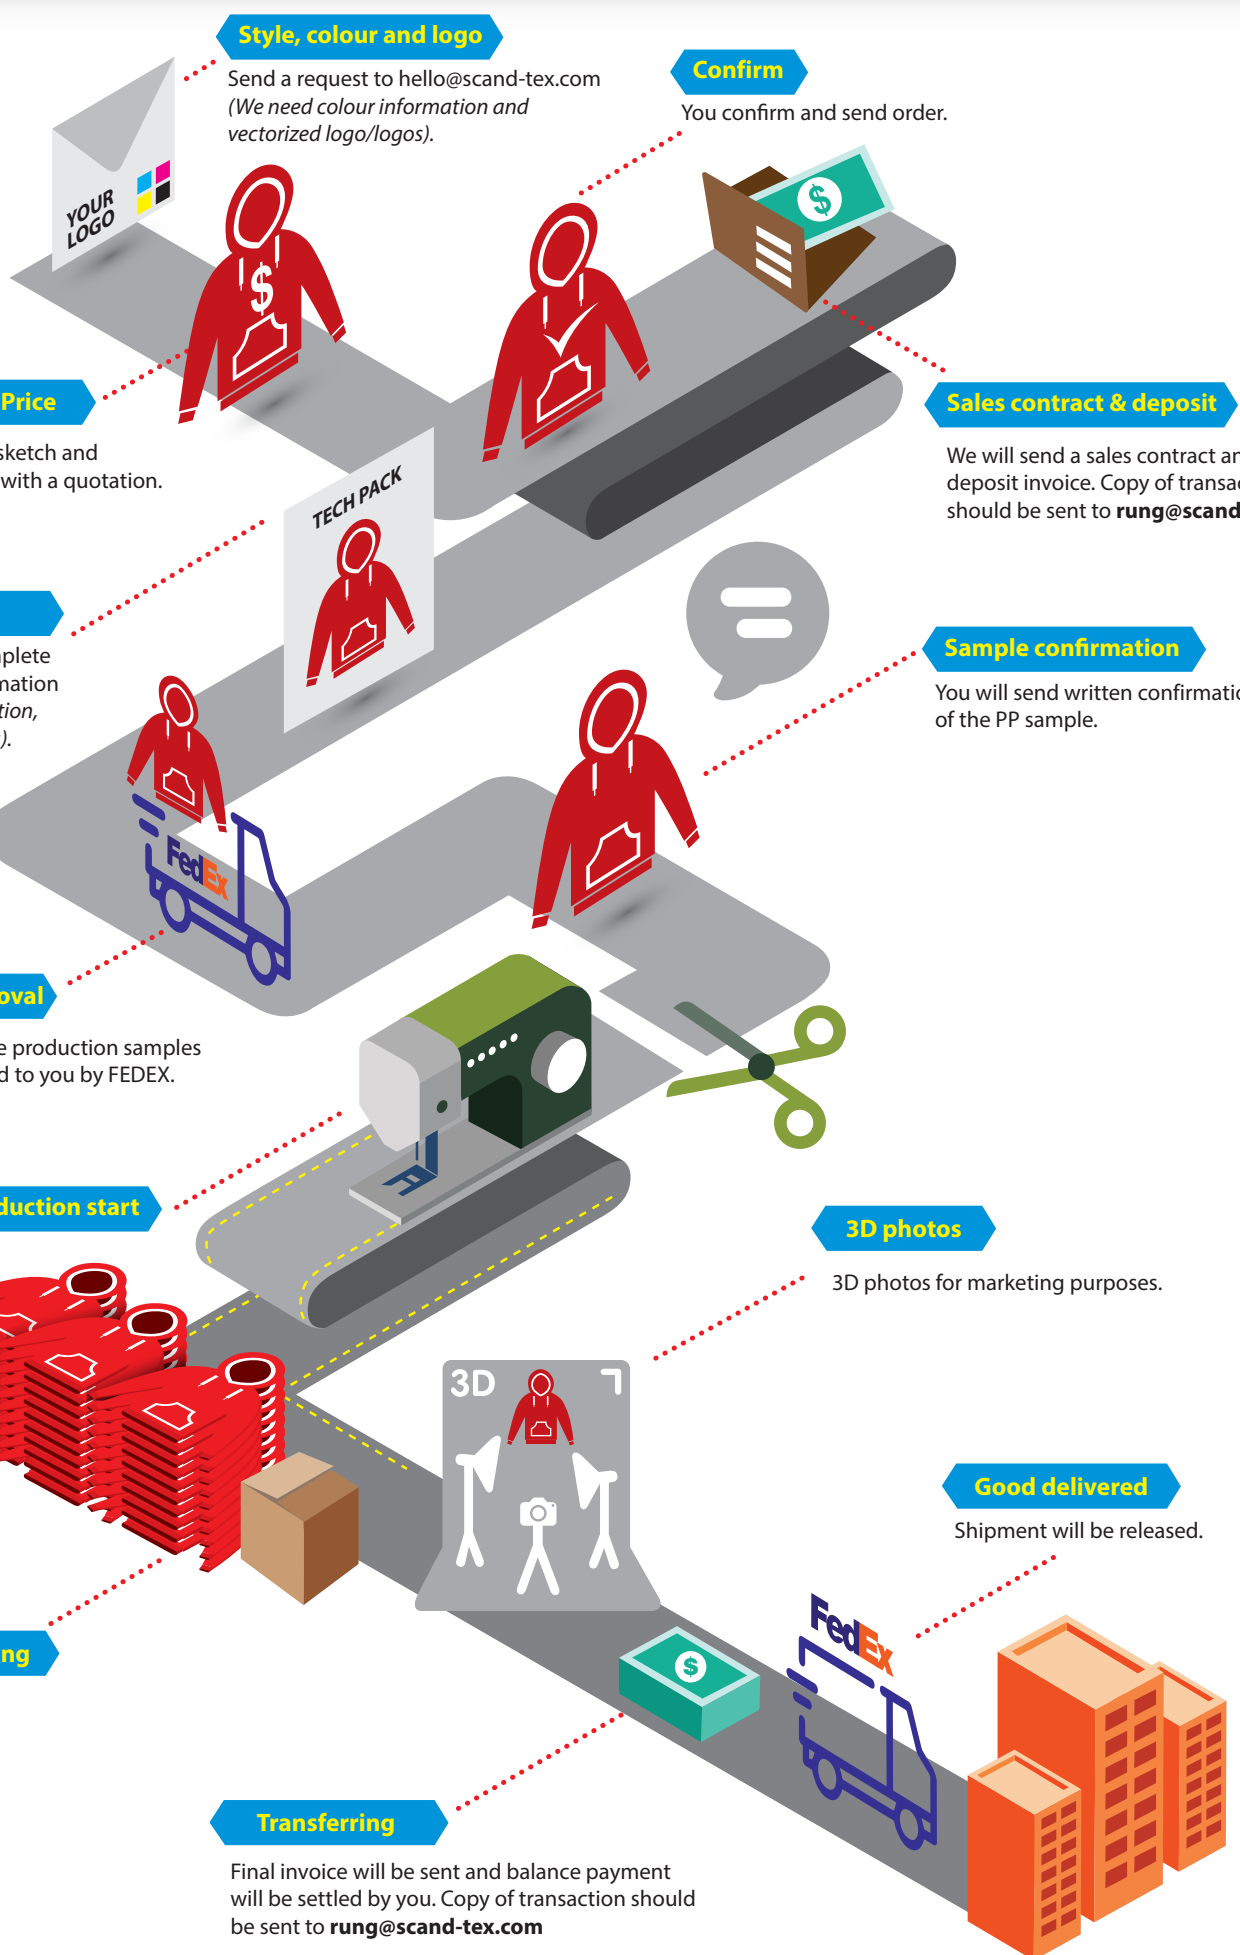 Style, colour and logo
Send a request to hello@scand-tex.com
(We need colour information and
vectorized logo/logos).
Confirm
You confirm and send order.
YOUR
LOGO
$
$
Price
sketch and
with a quotation.
Sales contract & deposit
We will send a sales contract
deposit invoice. Copy of
should be sent to rung@scand
TECH PACK
mation
tion,
).
Sample confirmation
You will send written
of the PP sample.
FedEx
oval
e production samples
d to you by FEDEX.
duction start
3D photos
3D photos for marketing purposes.
3D
Good delivered
Shipment will be released.
ng
FedEx
$
Transferring
Final invoice will be sent and balance payment
will be settled by you. Copy of transaction should
be sent to rung@scand-tex.com